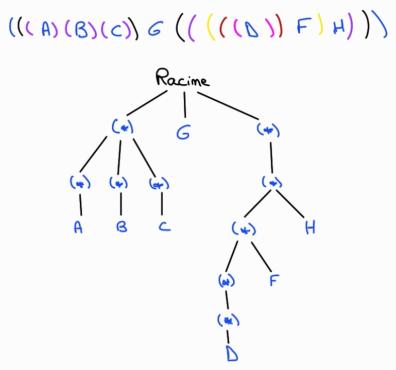 (((A)(B)(C)) G (((((D)) F) H)))
Racine
(*) G (*)
(*) (*) (*) (*)
A B C (*) H
(*) F
(*)
D